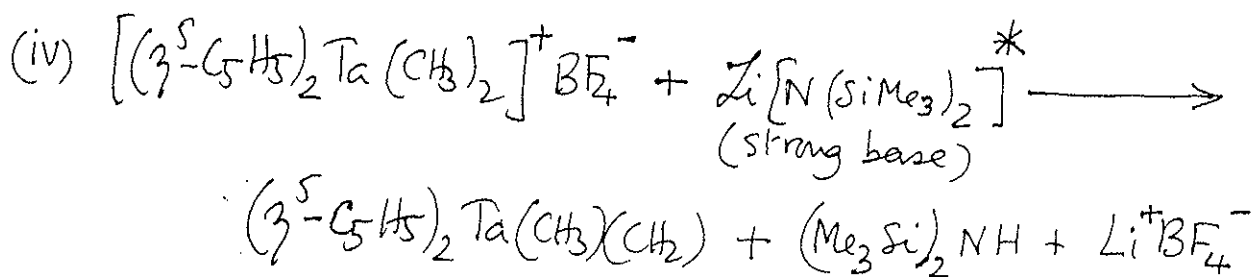 (iv) [(η⁵-C₅H₅)₂Ta(CH₃)₂]⁺BF₄⁻ + Li[N(SiMe₃)₂]* ⟶
(strong base)
(η⁵-C₅H₅)₂Ta(CH₃)(CH₂) + (Me₃Si)₂NH + Li⁺BF₄⁻